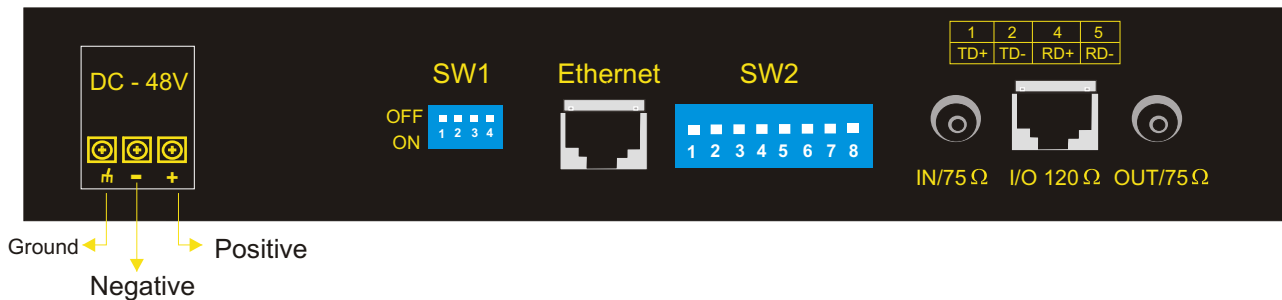 DC - 48V
- +
Ground
Negative
Positive
SW1
OFF
ON
1 2 3 4
Ethernet
SW2
1 2 3 4 5 6 7 8
1 2 4 5
TD+ TD- RD+ RD-
IN/75 Ω I/O 120 Ω OUT/75 Ω